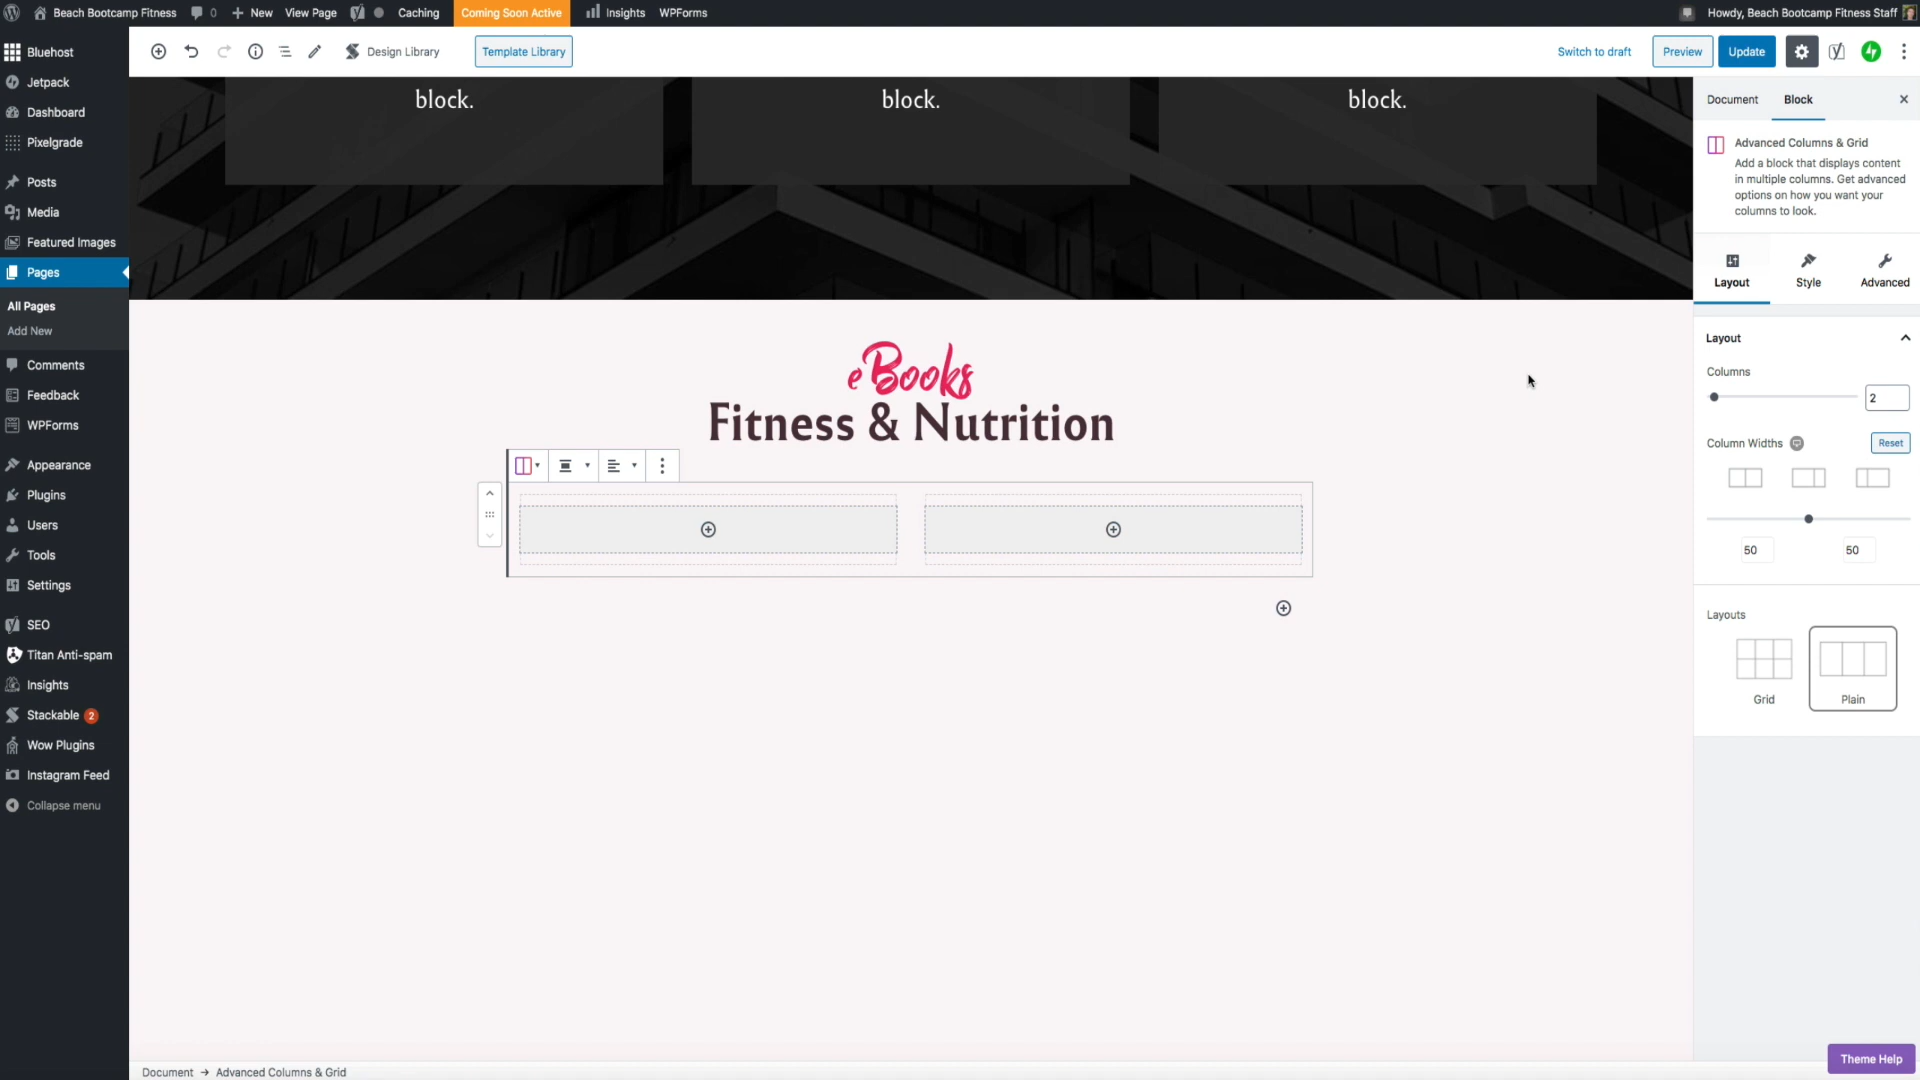 Beach Bootcamp Fitness 0 New View Page Caching Coming Soon Active Insights WPForms Howdy, Beach Bootcamp Fitness Staff
Bluehost
Jetpack
Dashboard
Pixelgrade
Posts
Media
Featured Images
Pages
All Pages
Add New
Comments
Feedback
WPForms
Appearance
Plugins
Users
Tools
Settings
SEO
Titan Anti-spam
Insights
Stackable 2
Wow Plugins
Instagram Feed
Collapse menu
Design Library Template Library Switch to draft Preview Update
block. block. block.
eBooks
Fitness & Nutrition
Document Block
Advanced Columns & Grid
Add a block that displays content
in multiple columns. Get advanced
options on how you want your
columns to look.
Layout Style Advanced
Layout
Columns
2
Column Widths Reset
50 50
Layouts
Grid Plain
Theme Help
Document → Advanced Columns & Grid